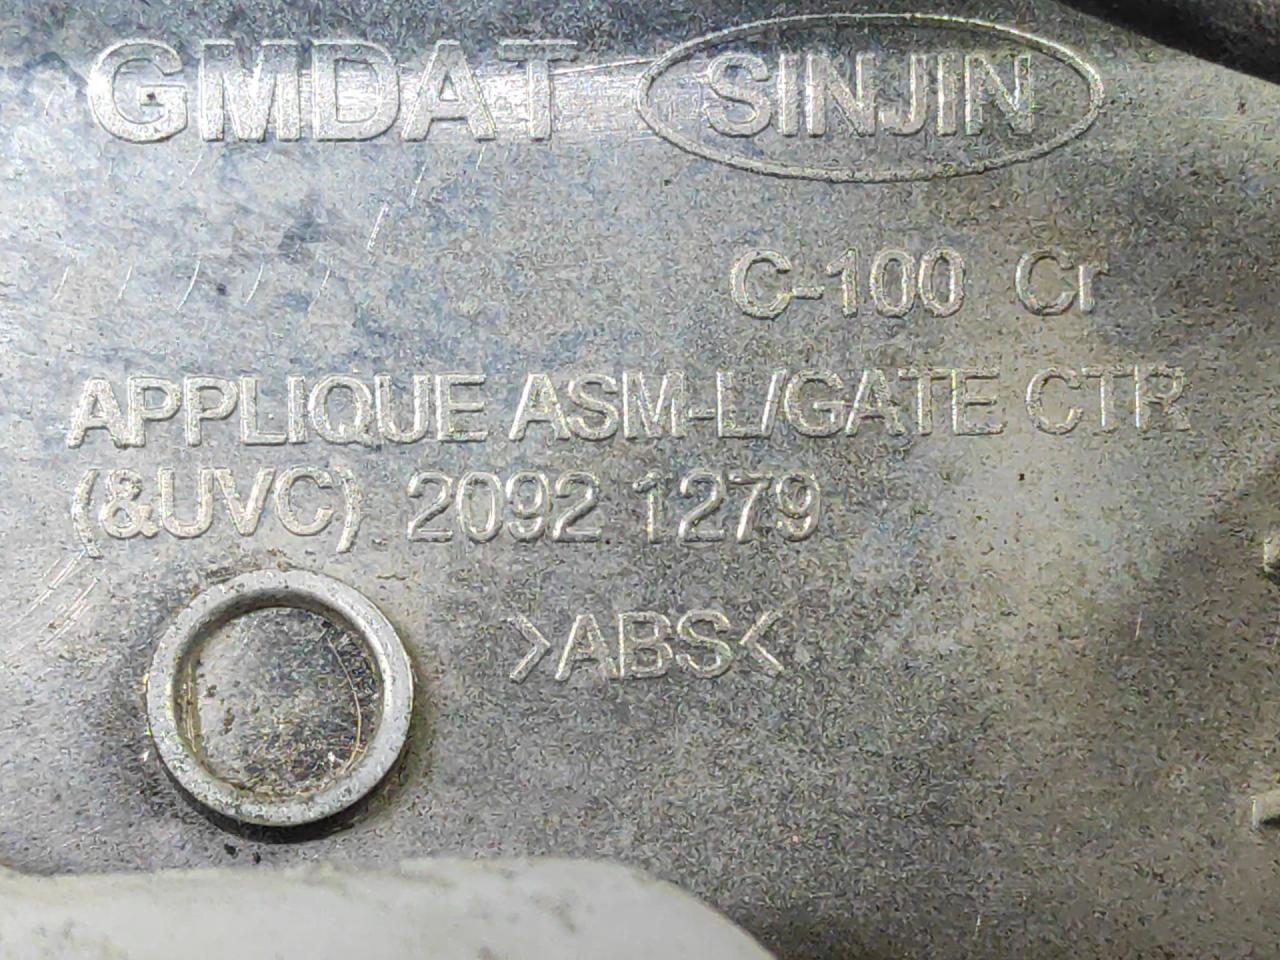 GMDAT SINJIN
C-100 Cr
APPLIQUE ASM-L/GATE CTR
(&UVC) 2092 1279
>ABS<